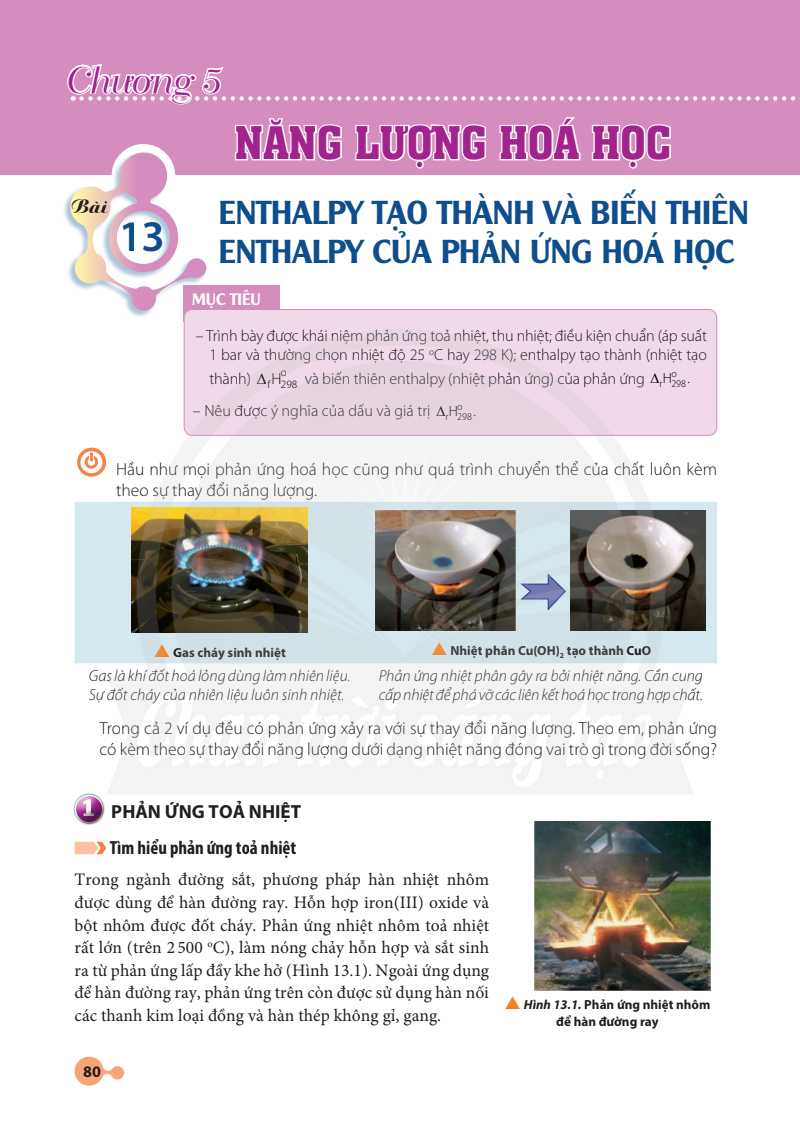 Chương 5
NĂNG LƯỢNG HOÁ HỌC
Bài
13
ENTHALPY TẠO THÀNH VÀ BIẾN THIÊN
ENTHALPY CỦA PHẢN ỨNG HOÁ HỌC
MỤC TIÊU
– Trình bày được khái niệm phản ứng toả nhiệt, thu nhiệt; điều kiện chuẩn (áp suất
1 bar và thường chọn nhiệt độ 25 ºC hay 298 K); enthalpy tạo thành (nhiệt tạo
thành) ΔfHº298 và biến thiên enthalpy (nhiệt phản ứng) của phản ứng ΔrHº298.
– Nêu được ý nghĩa của dấu và giá trị ΔrHº298.
Hầu như mọi phản ứng hoá học cũng như quá trình chuyển thể của chất luôn kèm
theo sự thay đổi năng lượng.
Gas cháy sinh nhiệt
Nhiệt phân Cu(OH)₂ tạo thành CuO
Gas là khí đốt hoá lỏng dùng làm nhiên liệu.
Sự đốt cháy của nhiên liệu luôn sinh nhiệt.
Phản ứng nhiệt phân gây ra bởi nhiệt năng. Cần cung
cấp nhiệt để phá vỡ các liên kết hoá học trong hợp chất.
Trong cả 2 ví dụ đều có phản ứng xảy ra với sự thay đổi năng lượng. Theo em, phản ứng
có kèm theo sự thay đổi năng lượng dưới dạng nhiệt năng đóng vai trò gì trong đời sống?
Chân trời sáng tạo
1 PHẢN ỨNG TOẢ NHIỆT
Tìm hiểu phản ứng toả nhiệt
Trong ngành đường sắt, phương pháp hàn nhiệt nhôm
được dùng để hàn đường ray. Hỗn hợp iron(III) oxide và
bột nhôm được đốt cháy. Phản ứng nhiệt nhôm toả nhiệt
rất lớn (trên 2 500 ºC), làm nóng chảy hỗn hợp và sắt sinh
ra từ phản ứng lấp đầy khe hở (Hình 13.1). Ngoài ứng dụng
để hàn đường ray, phản ứng trên còn được sử dụng hàn nối
các thanh kim loại đồng và hàn thép không gỉ, gang.
Hình 13.1. Phản ứng nhiệt nhôm
để hàn đường ray
80